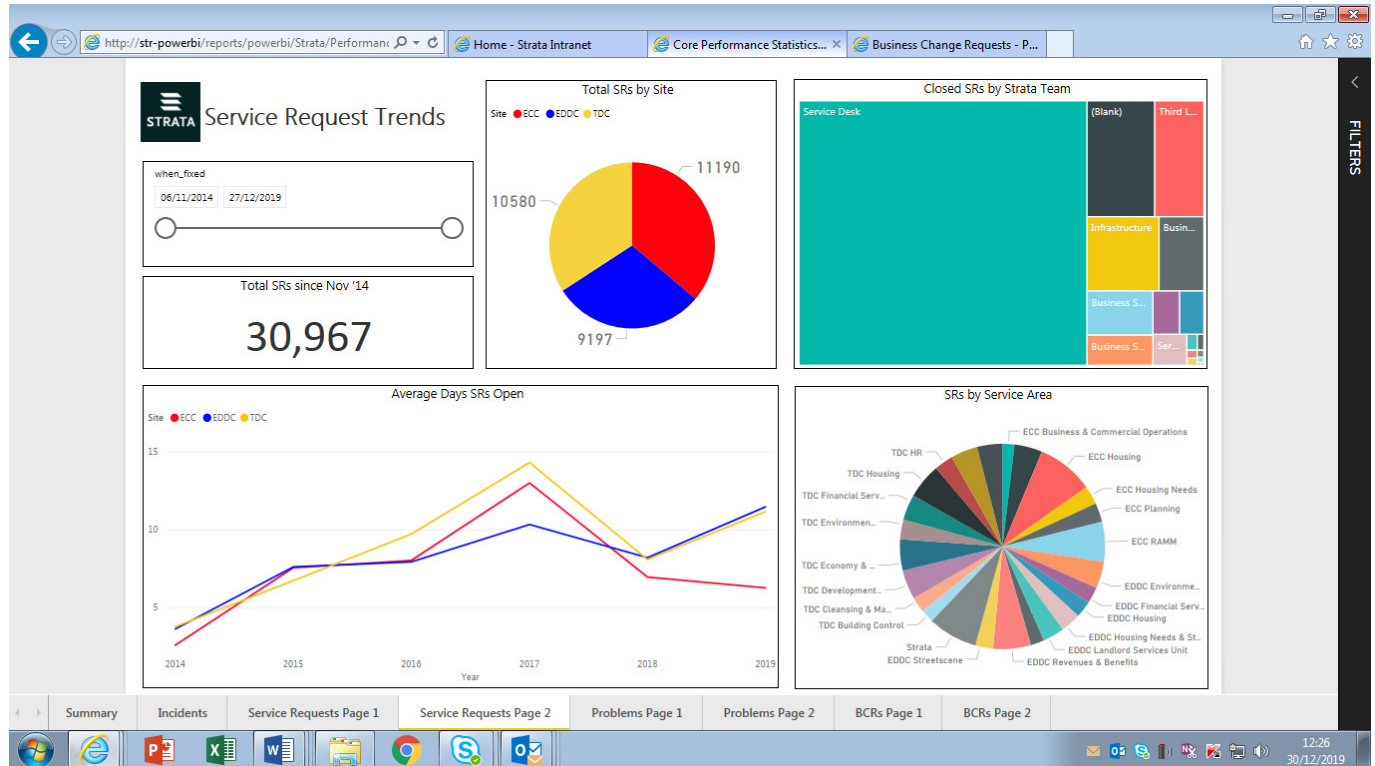 http://str-powerbi/reports/powerbi/Strata/Performanc
Home - Strata Intranet
Core Performance Statistics...
Business Change Requests - P...
STRATA
Service Request Trends
when_fixed
06/11/2014 27/12/2019
Total SRs since Nov '14
30,967
Total SRs by Site
Site ECC EDDC TDC
11190
10580
9197
Closed SRs by Strata Team
Service Desk
(Blank)
Third L...
Infrastructure
Busin...
Business S...
Business S...
Ser...
FILTERS
Average Days SRs Open
Site ECC EDDC TDC
15
10
5
2014 2015 2016 2017 2018 2019
Year
SRs by Service Area
ECC Business & Commercial Operations
ECC Housing
ECC Housing Needs
ECC Planning
ECC RAMM
EDDC Environme...
EDDC Financial Serv...
EDDC Housing
EDDC Housing Needs & St...
EDDC Landlord Services Unit
EDDC Revenues & Benefits
EDDC Streetscene
Strata
TDC Building Control
TDC Cleansing & Ma...
TDC Development...
TDC Economy & ...
TDC Environmen...
TDC Financial Serv...
TDC Housing
TDC HR
Summary
Incidents
Service Requests Page 1
Service Requests Page 2
Problems Page 1
Problems Page 2
BCRs Page 1
BCRs Page 2
12:26
30/12/2019